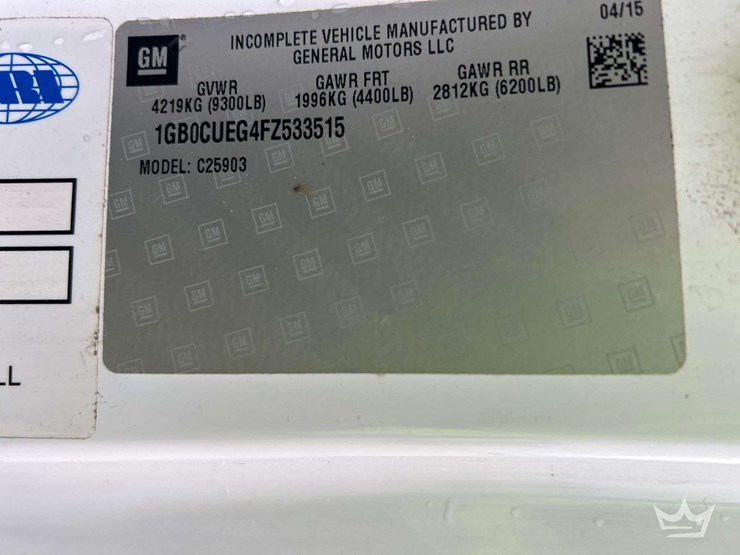 GM
®
INCOMPLETE VEHICLE MANUFACTURED BY
GENERAL MOTORS LLC
04/15
GVWR
4219KG (9300LB)
GAWR FRT
1996KG (4400LB)
GAWR RR
2812KG (6200LB)
1GB0CUEG4FZ533515
MODEL: C25903
RI
LL